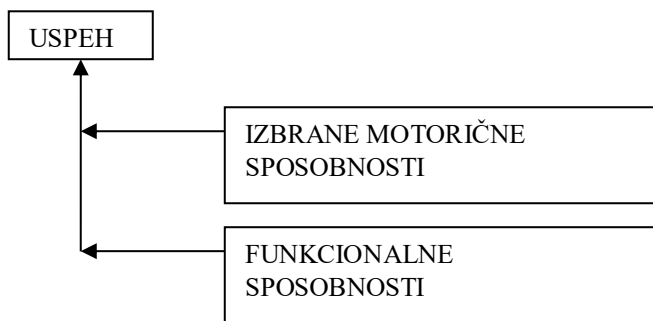 USPEH
IZBRANE MOTORIČNE
SPOSOBNOSTI
FUNKCIONALNE
SPOSOBNOSTI